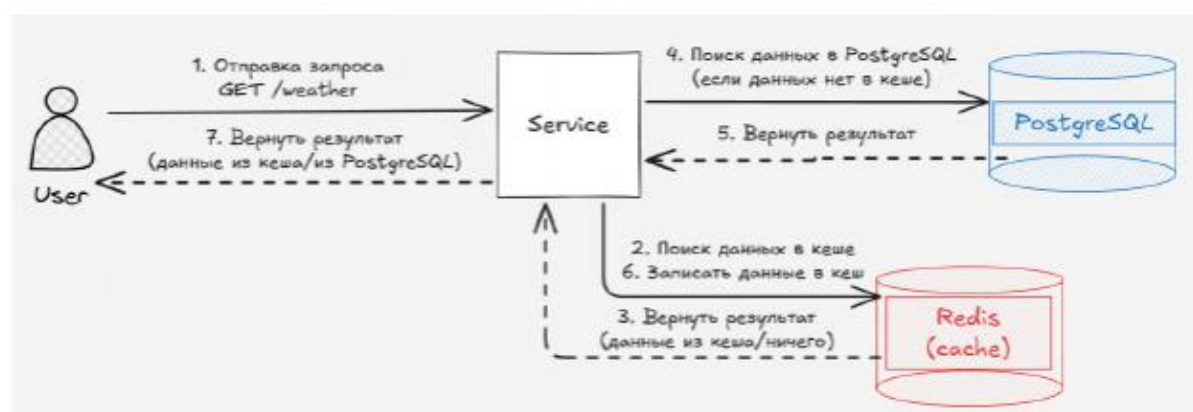 1. Отправка запроса
GET /weather
7. Вернуть результат
(данные из кеша/из PostgreSQL)
User
Service
4. Поиск данных в PostgreSQL
(если данных нет в кеше)
5. Вернуть результат
PostgreSQL
2. Поиск данных в кеше
6. Записать данные в кеш
3. Вернуть результат
(данные из кеша/ничего)
Redis
(cache)